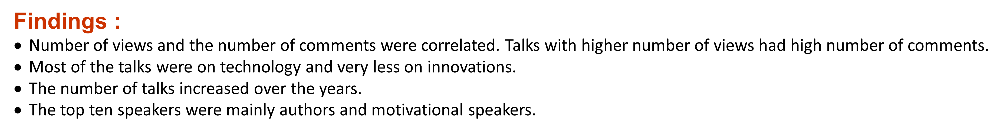 Findings :
• Number of views and the number of comments were correlated. Talks with higher number of views had high number of comments.
• Most of the talks were on technology and very less on innovations.
• The number of talks increased over the years.
• The top ten speakers were mainly authors and motivational speakers.